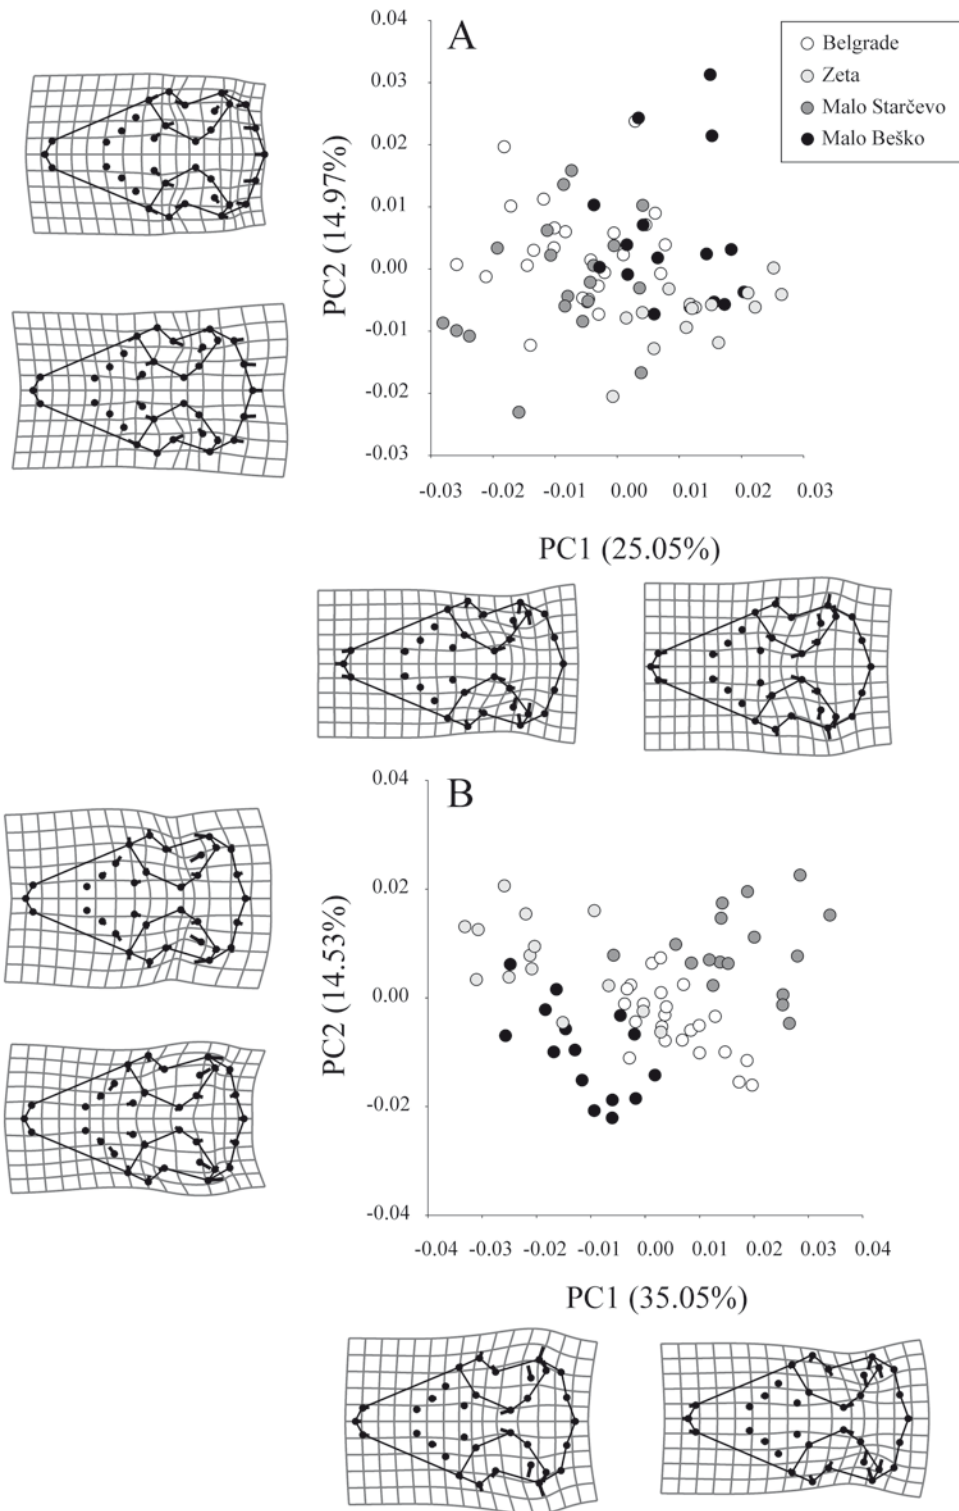 A
Belgrade
Zeta
Malo Starčevo
Malo Beško
0.04
0.03
0.02
0.01
0.00
-0.01
-0.02
-0.03
PC2 (14.97%)
-0.03 -0.02 -0.01 0.00 0.01 0.02 0.03
PC1 (25.05%)
B
0.04
0.02
0.00
-0.02
-0.04
PC2 (14.53%)
-0.04 -0.03 -0.02 -0.01 0.00 0.01 0.02 0.03 0.04
PC1 (35.05%)